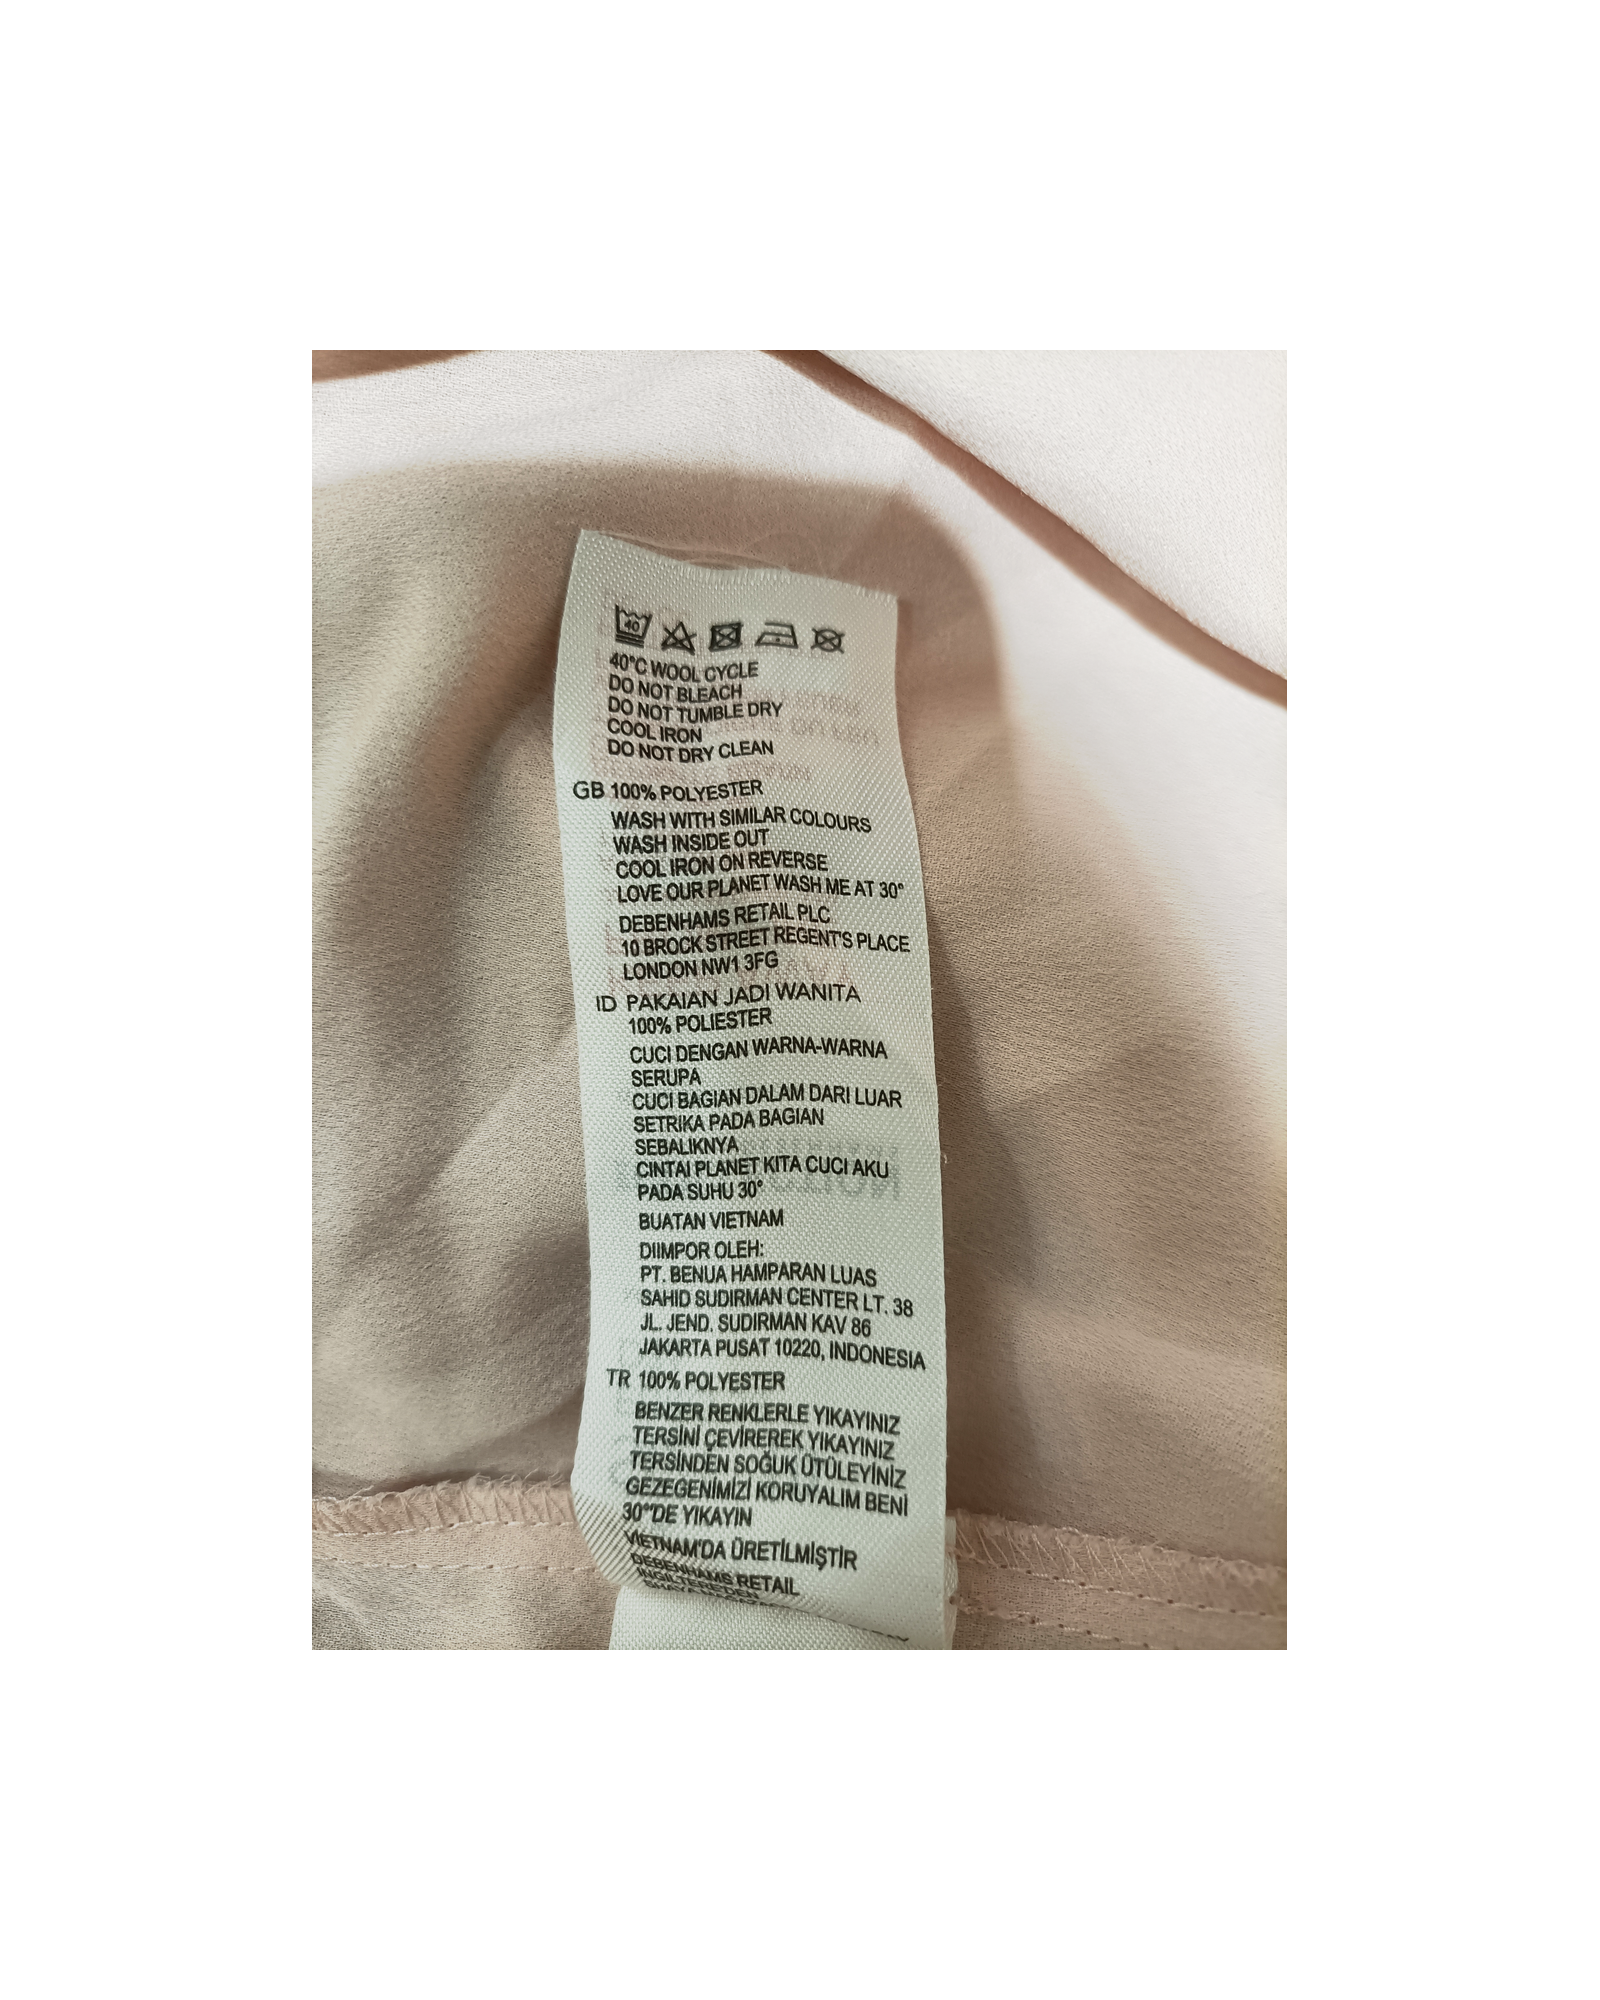 40
40°C WOOL CYCLE
DO NOT BLEACH
DO NOT TUMBLE DRY
COOL IRON
DO NOT DRY CLEAN
GB 100% POLYESTER
WASH WITH SIMILAR COLOURS
WASH INSIDE OUT
COOL IRON ON REVERSE
LOVE OUR PLANET WASH ME AT 30°
DEBENHAMS RETAIL PLC
10 BROCK STREET REGENT'S PLACE
LONDON NW1 3FG
ID PAKAIAN JADI WANITA
100% POLIESTER
CUCI DENGAN WARNA-WARNA
SERUPA
CUCI BAGIAN DALAM DARI LUAR
SETRIKA PADA BAGIAN
SEBALIKNYA
CINTAI PLANET KITA CUCI AKU
PADA SUHU 30°
BUATAN VIETNAM
DIIMPOR OLEH:
PT. BENUA HAMPARAN LUAS
SAHID SUDIRMAN CENTER LT. 38
JL. JEND. SUDIRMAN KAV 86
JAKARTA PUSAT 10220, INDONESIA
TR 100% POLYESTER
BENZER RENKLERLE YIKAYINIZ
TERSİNİ ÇEVİREREK YIKAYINIZ
TERSİNDEN SOĞUK ÜTÜLEYİNİZ
GEZEGENİMİZİ KORUYALIM BENİ
30°'DE YIKAYIN
VIETNAM'DA ÜRETİLMİŞTİR
DEBENHAMS RETAIL
İNGİLTEREDEN